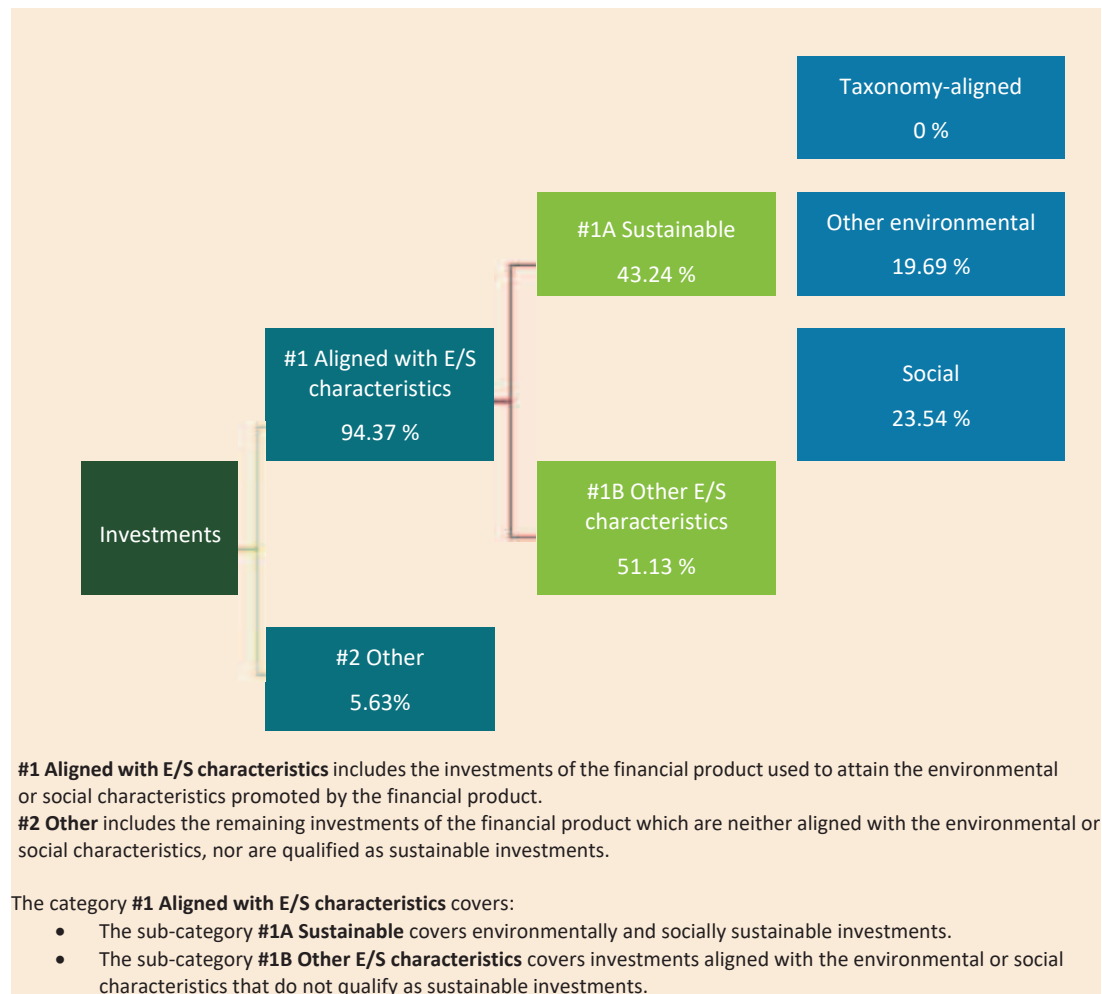 Taxonomy-aligned
0 %
#1A Sustainable
43.24 %
Other environmental
19.69 %
#1 Aligned with E/S
characteristics
94.37 %
Social
23.54 %
Investments
#1B Other E/S
characteristics
51.13 %
#2 Other
5.63%
#1 Aligned with E/S characteristics includes the investments of the financial product used to attain the environmental
or social characteristics promoted by the financial product.
#2 Other includes the remaining investments of the financial product which are neither aligned with the environmental or
social characteristics, nor are qualified as sustainable investments.
The category #1 Aligned with E/S characteristics covers:
• The sub-category #1A Sustainable covers environmentally and socially sustainable investments.
• The sub-category #1B Other E/S characteristics covers investments aligned with the environmental or social
characteristics that do not qualify as sustainable investments.